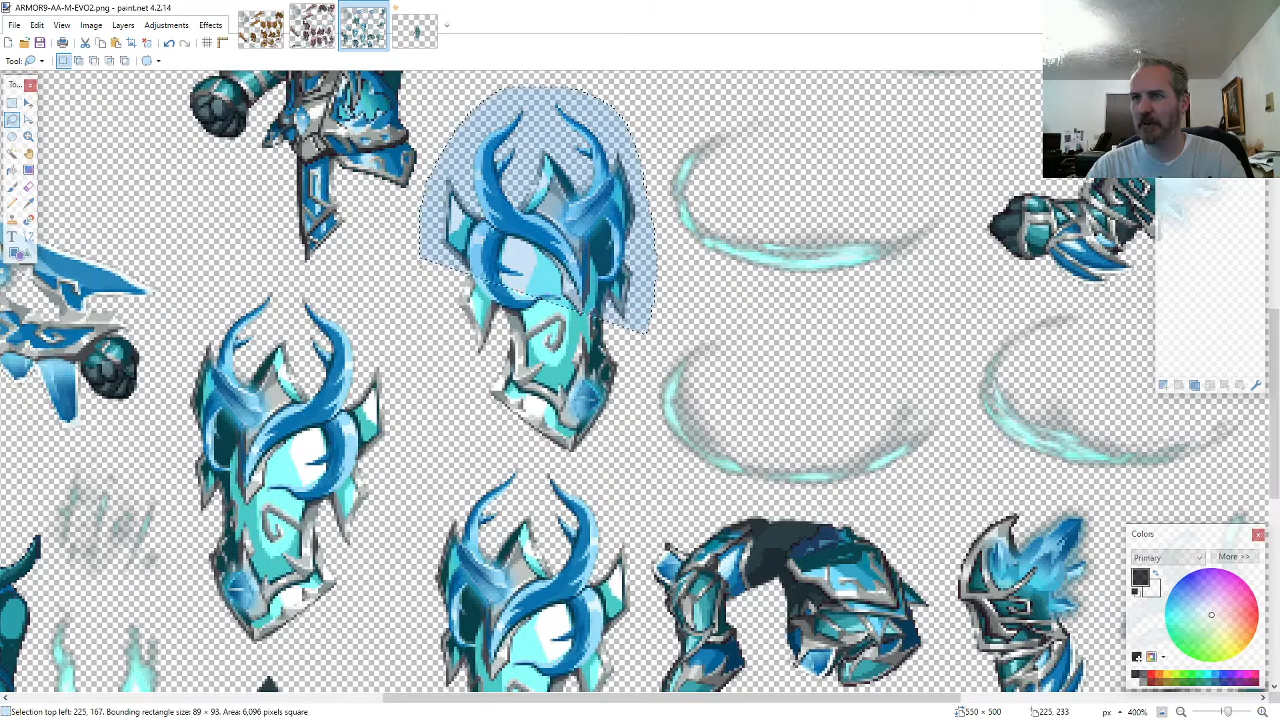 ARMOR9-AA-M-EVO2.png - paint.net 4.2.14
File Edit View Image Layers Adjustments Effects
Tool:
To...
Colors
Primary More >>
Selection top left: 225, 167. Bounding rectangle size: 89 × 93. Area: 6,096 pixels square
550 × 500
225, 233
px
400%